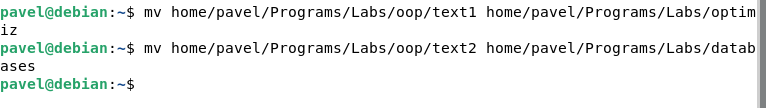 pavel@debian:~$ mv home/pavel/Programs/Labs/oop/text1 home/pavel/Programs/Labs/optim
iz
pavel@debian:~$ mv home/pavel/Programs/Labs/oop/text2 home/pavel/Programs/Labs/datab
ases
pavel@debian:~$